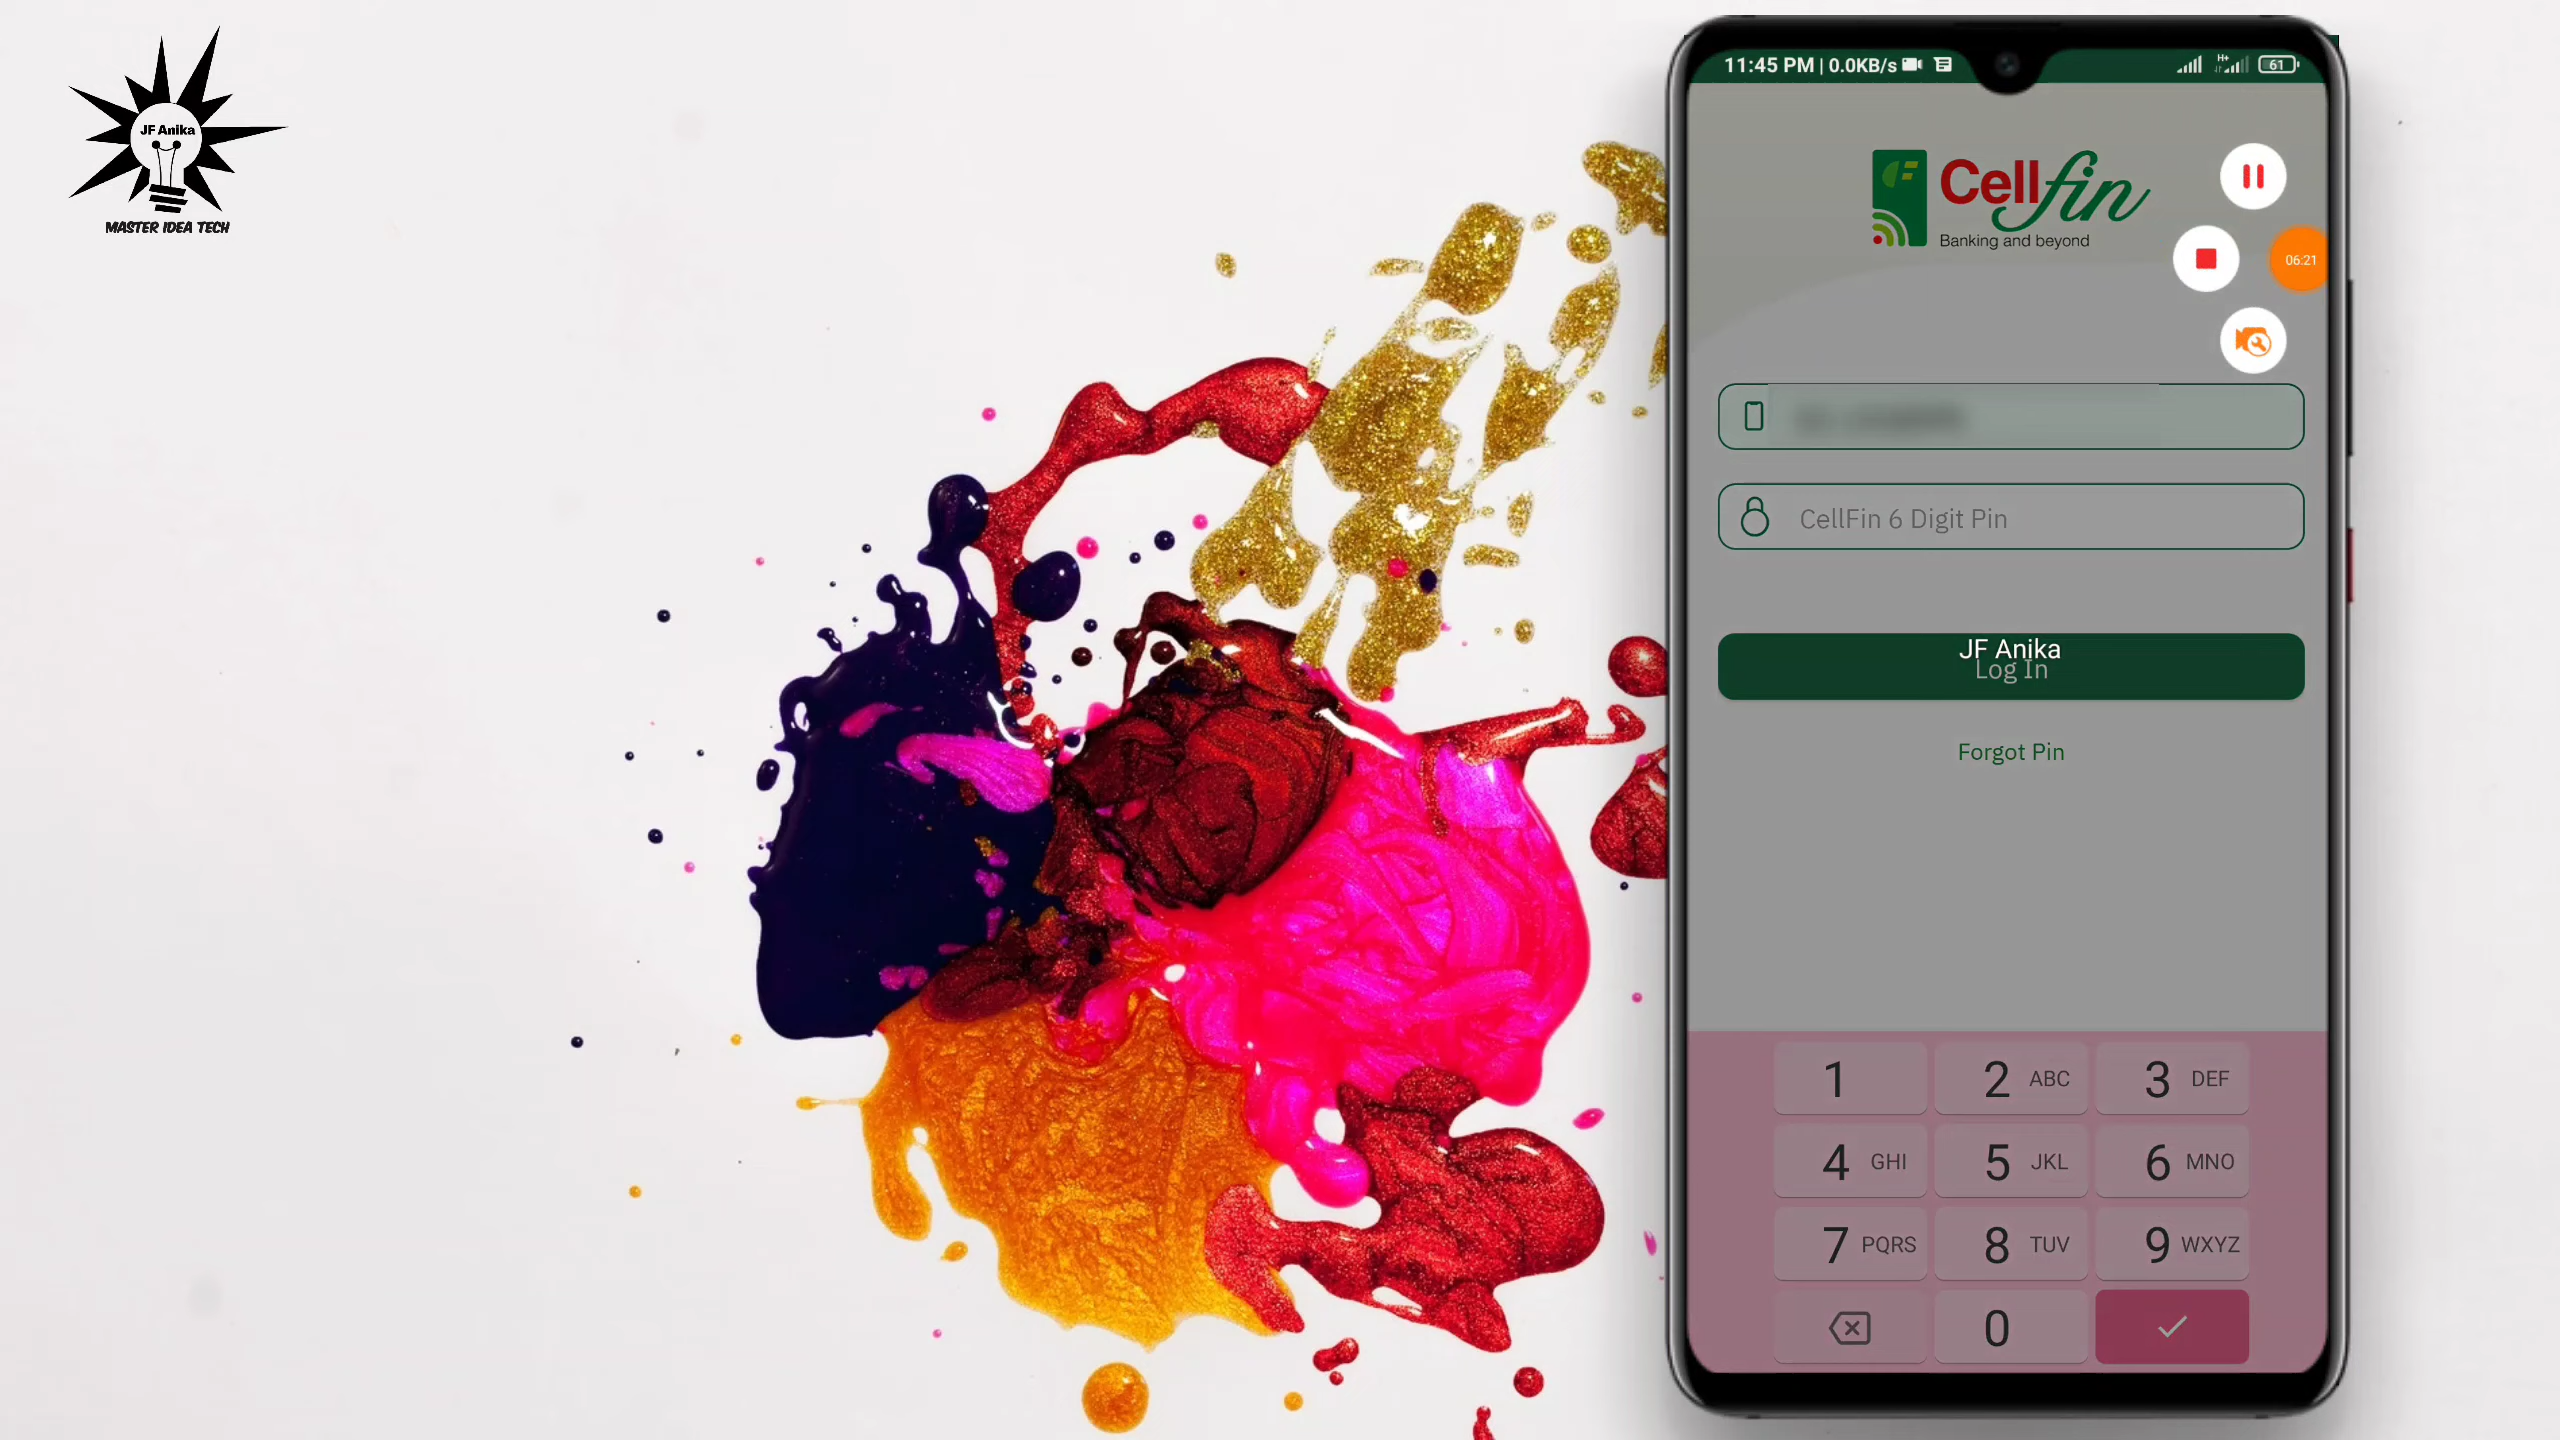 JF Anika
MASTER IDEA TECH
11:45 PM | 0.0KB/s
H+
61
Cellfin
Banking and beyond
06:21
CellFin 6 Digit Pin
JF Anika
Log In
Forgot Pin
1
2 ABC
3 DEF
4 GHI
5 JKL
6 MNO
7 PQRS
8 TUV
9 WXYZ
0